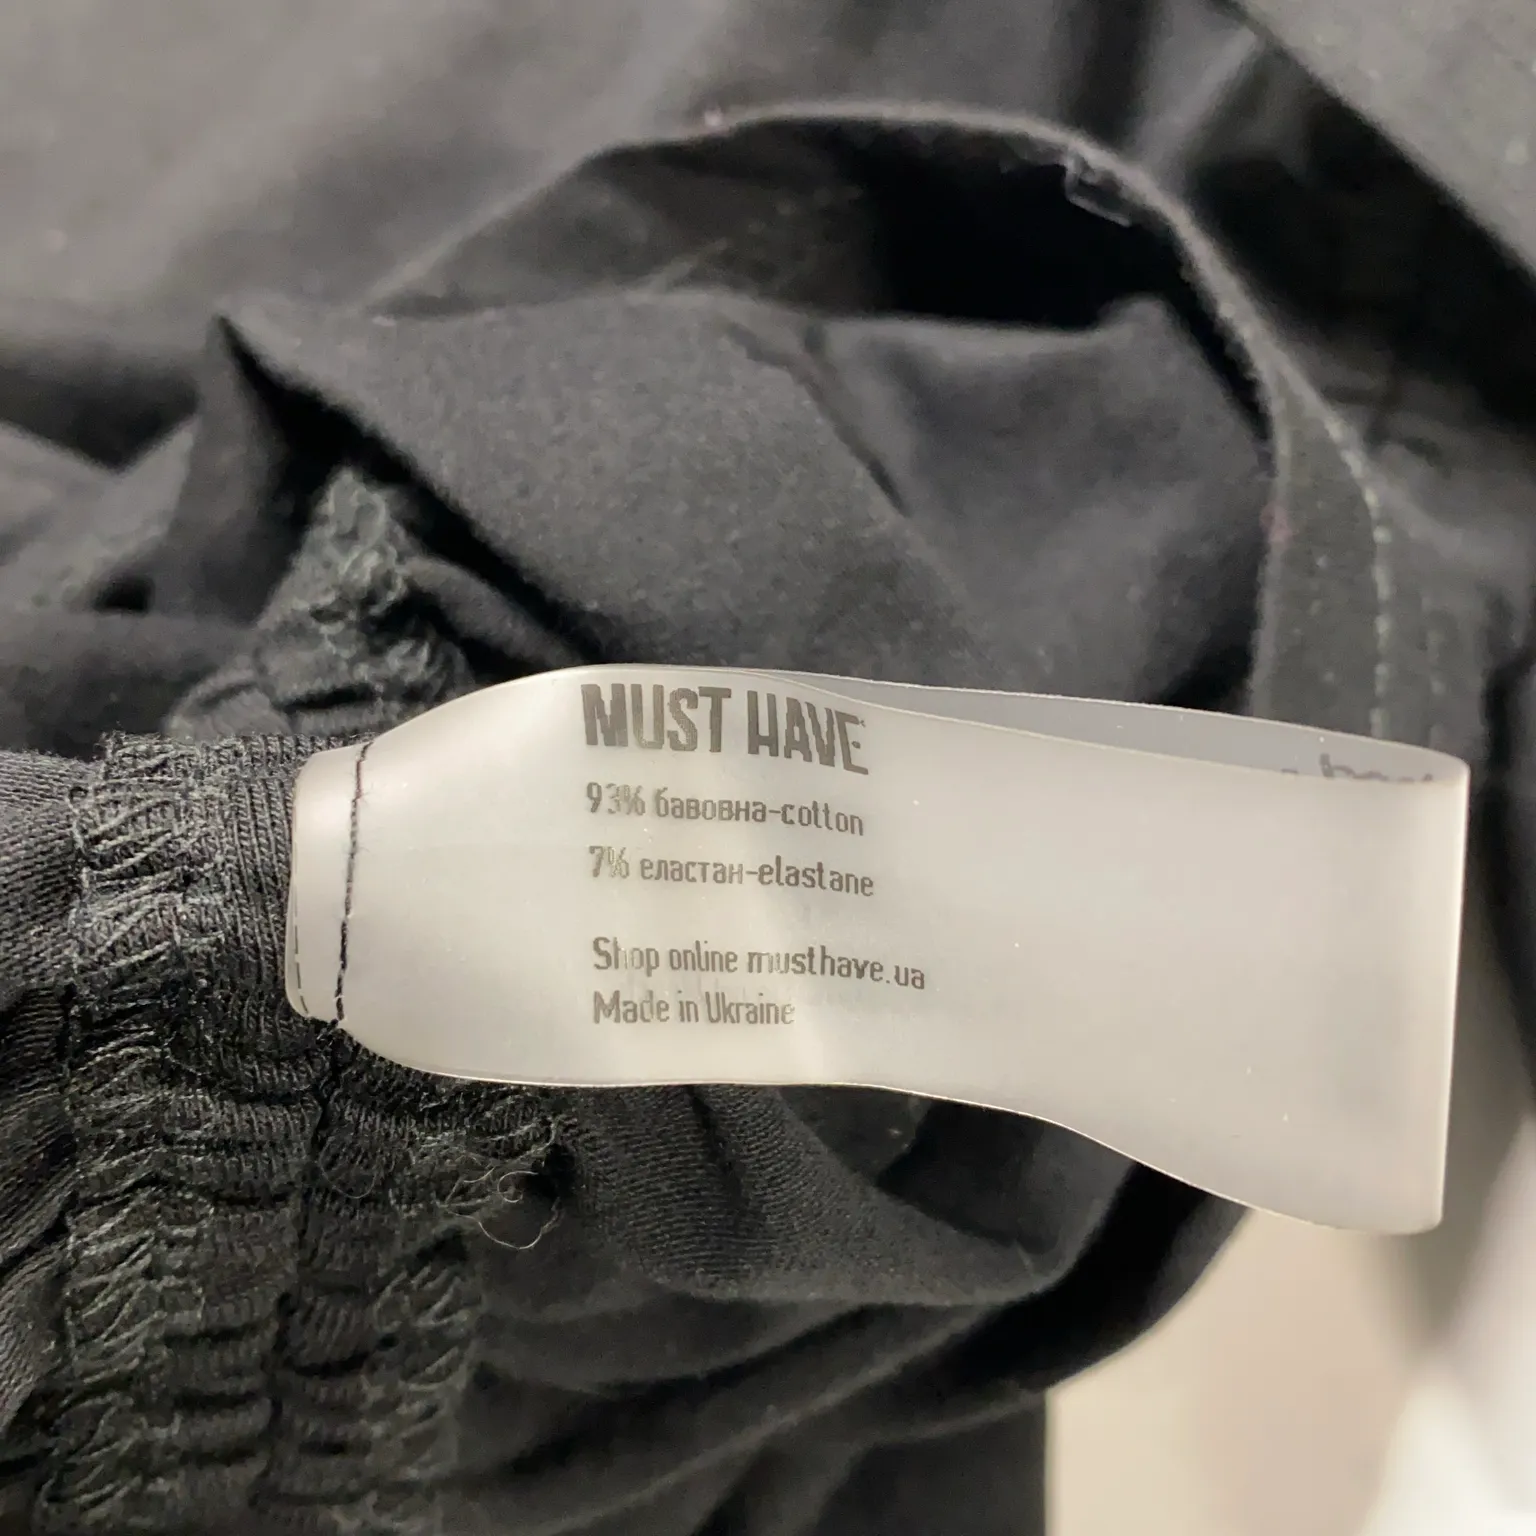 MUST HAVE
93% бавовна-cotton
7% еластан-elastane
Shop online musthave.ua
Made in Ukraine